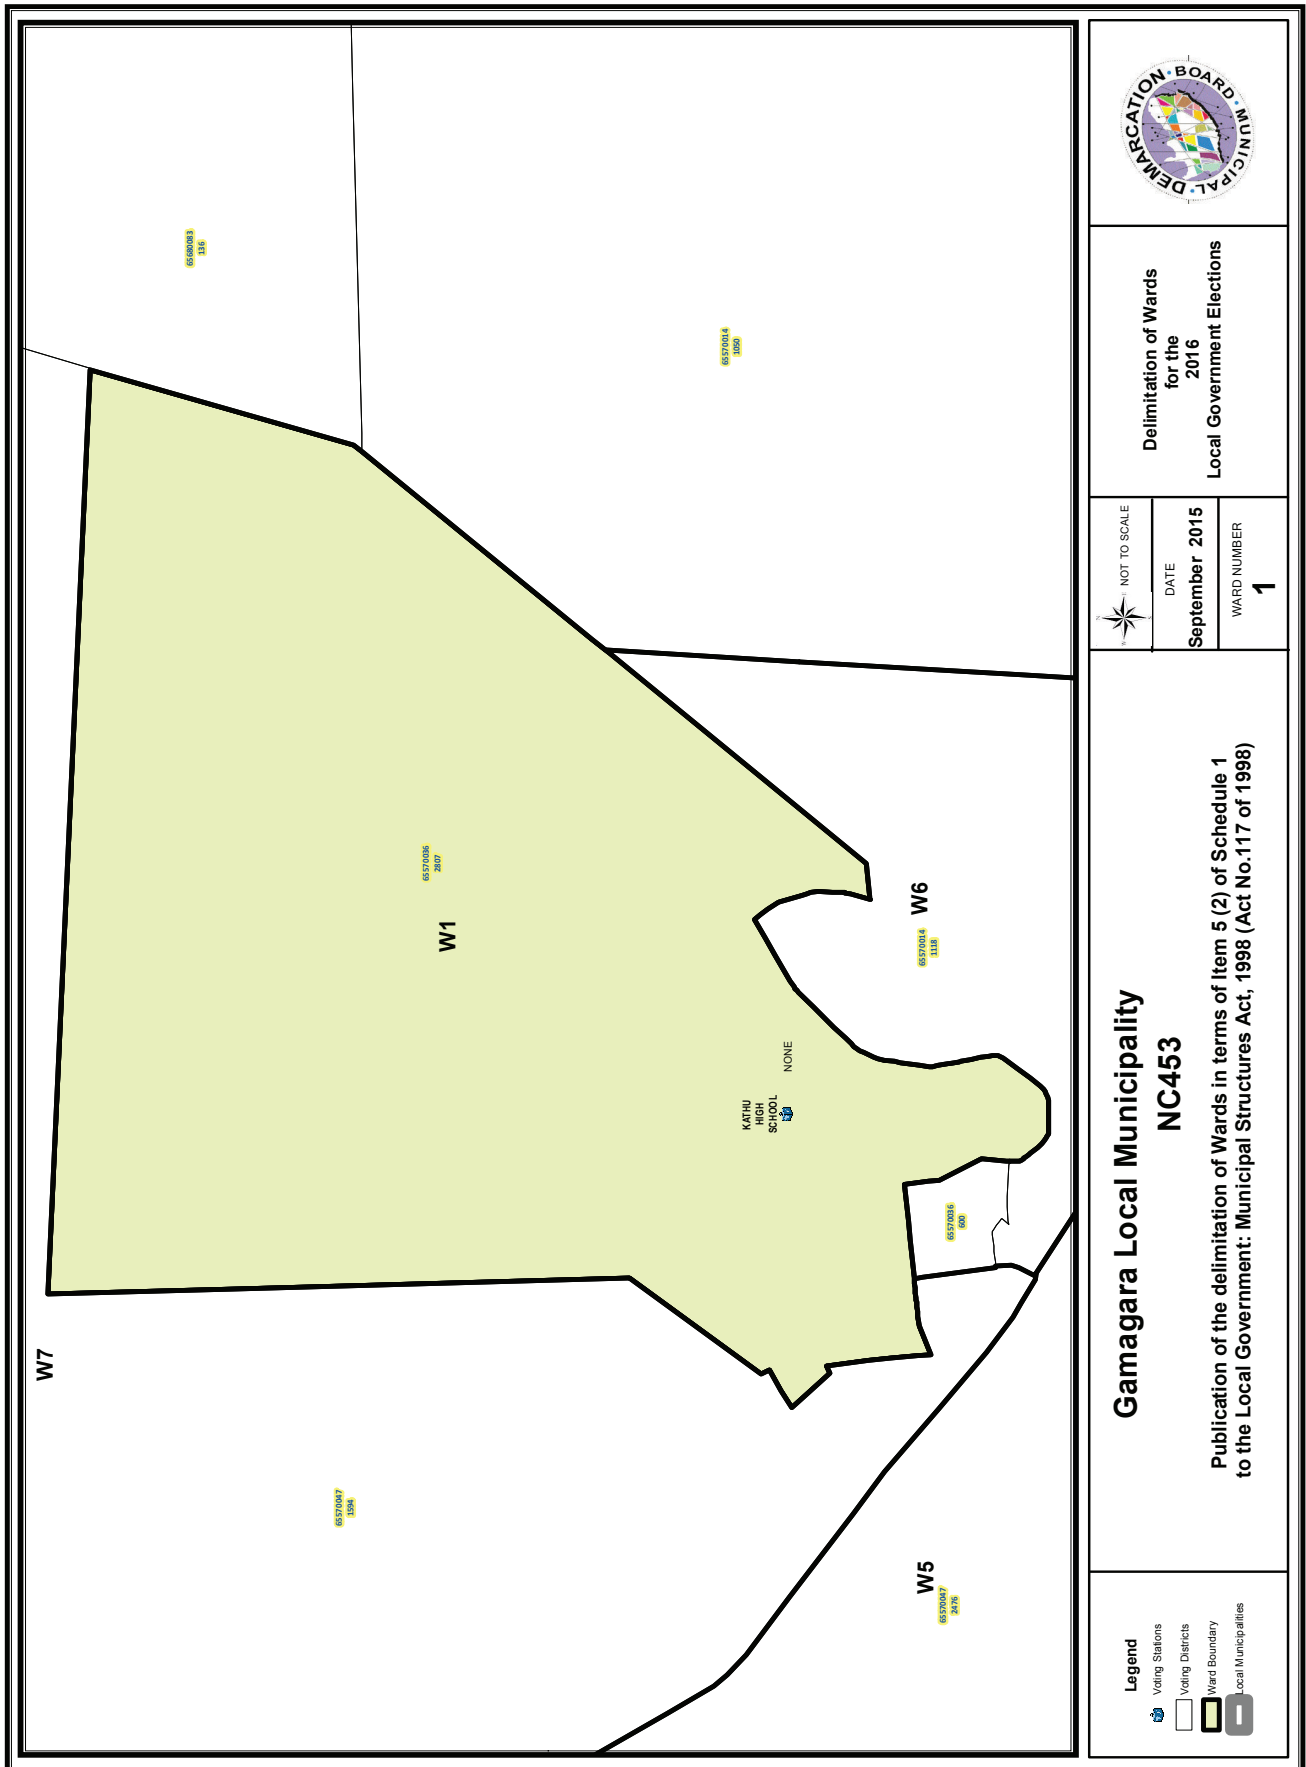 W7
65570047
1594
W5
65570047
2476
65570036
2807
W1
KATHU
HIGH
SCHOOL
NONE
65570036
600
W6
65570014
1118
65680083
136
65570014
1050
Legend
Voting Stations
Voting Districts
Ward Boundary
Local Municipalities
Gamagara Local Municipality
NC453
Publication of the delimitation of Wards in terms of Item 5 (2) of Schedule 1
to the Local Government: Municipal Structures Act, 1998 (Act No.117 of 1998)
NOT TO SCALE
DATE
September 2015
WARD NUMBER
1
Delimitation of Wards
for the
2016
Local Government Elections
MUNICIPAL · DEMARCATION · BOARD ·